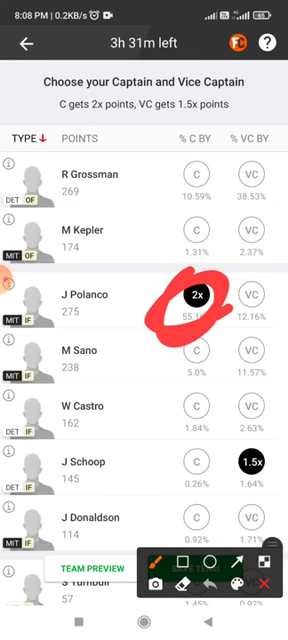 8:08 PM | 0.2KB/s
65
3h 31m left
FC
?
Choose your Captain and Vice Captain
C gets 2x points, VC gets 1.5x points
TYPE POINTS % C BY % VC BY
R Grossman
269
C VC
DET OF
10.59% 38.53%
M Kepler
174
C VC
MIT OF
1.31% 2.37%
J Polanco
275
2x VC
MIT IF
12.16%
M Sano
238
C VC
MIT IF
5.0% 11.57%
W Castro
162
C VC
DET IF
1.84% 2.63%
J Schoop
145
C 1.5x
DET IF
0.26% 1.64%
J Donaldson
114
C VC
MIT IF
0.92% 1.71%
TEAM PREVIEW
SAVE TEAM
S Turnbull
57
1.45% 0.92%